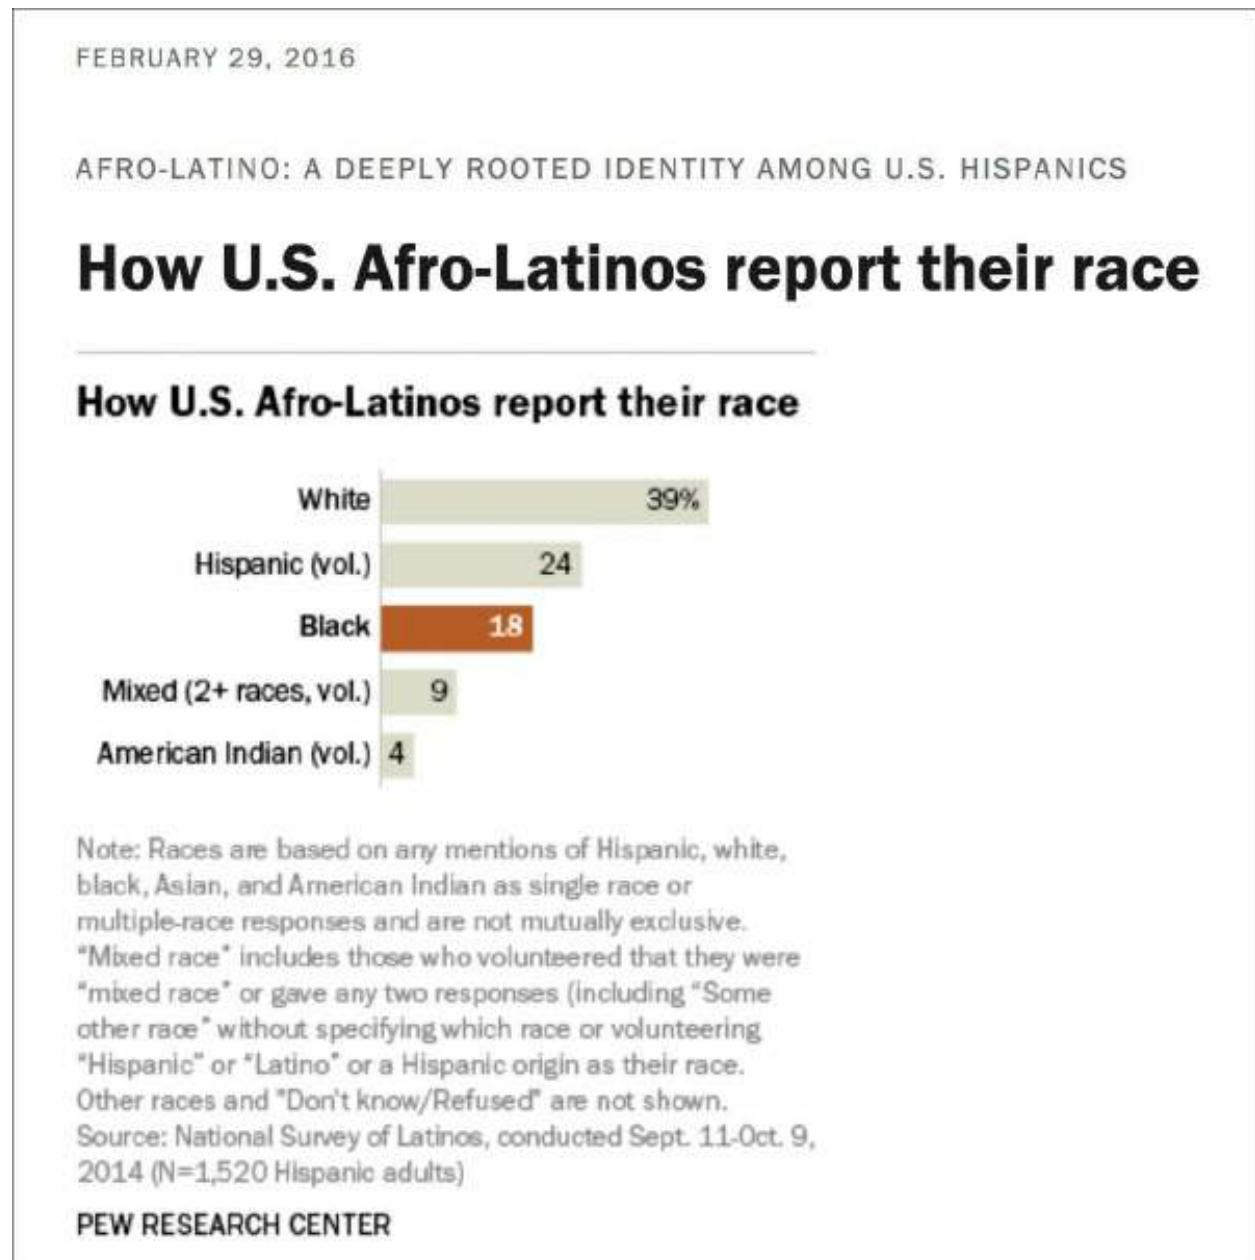 FEBRUARY 29, 2016
AFRO-LATINO: A DEEPLY ROOTED IDENTITY AMONG U.S. HISPANICS
How U.S. Afro-Latinos report their race
How U.S. Afro-Latinos report their race
White 39%
Hispanic (vol.) 24
Black 18
Mixed (2+ races, vol.) 9
American Indian (vol.) 4
Note: Races are based on any mentions of Hispanic, white,
black, Asian, and American Indian as single race or
multiple-race responses and are not mutually exclusive.
“Mixed race” includes those who volunteered that they were
“mixed race” or gave any two responses (including “Some
other race” without specifying which race or volunteering
“Hispanic” or “Latino” or a Hispanic origin as their race.
Other races and "Don't know/Refused" are not shown.
Source: National Survey of Latinos, conducted Sept. 11-Oct. 9,
2014 (N=1,520 Hispanic adults)
PEW RESEARCH CENTER